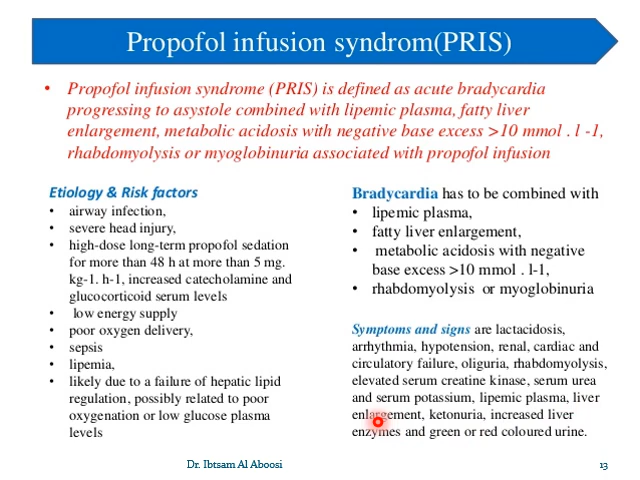 Propofol infusion syndrom(PRIS)
• Propofol infusion syndrome (PRIS) is defined as acute bradycardia
progressing to asystole combined with lipemic plasma, fatty liver
enlargement, metabolic acidosis with negative base excess >10 mmol . l -1,
rhabdomyolysis or myoglobinuria associated with propofol infusion
Etiology & Risk factors
• airway infection,
• severe head injury,
• high-dose long-term propofol sedation
for more than 48 h at more than 5 mg.
kg-1. h-1, increased catecholamine and
glucocorticoid serum levels
• low energy supply
• poor oxygen delivery,
• sepsis
• lipemia,
• likely due to a failure of hepatic lipid
regulation, possibly related to poor
oxygenation or low glucose plasma
levels
Bradycardia has to be combined with
• lipemic plasma,
• fatty liver enlargement,
• metabolic acidosis with negative
base excess >10 mmol . l-1,
• rhabdomyolysis or myoglobinuria
Symptoms and signs are lactacidosis,
arrhythmia, hypotension, renal, cardiac and
circulatory failure, oliguria, rhabdomyolysis,
elevated serum creatine kinase, serum urea
and serum potassium, lipemic plasma, liver
enlargement, ketonuria, increased liver
enzymes and green or red coloured urine.
Dr. Ibtsam Al Aboosi
13